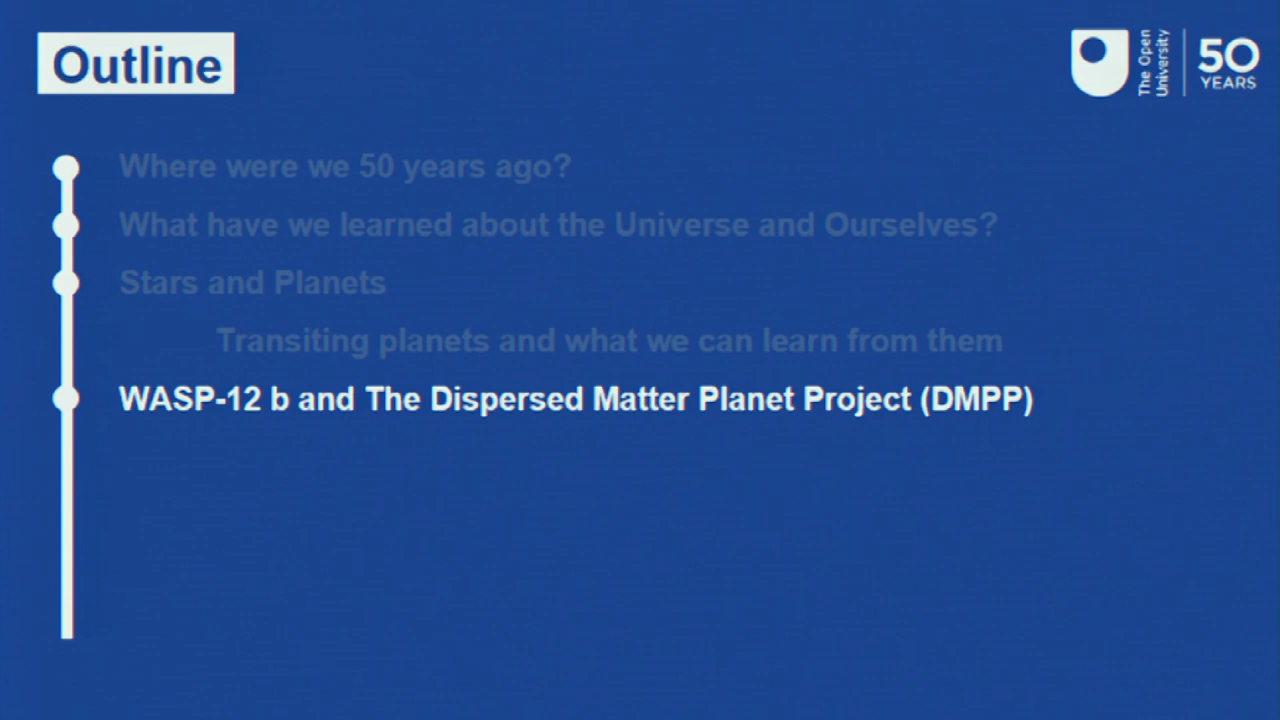 Outline
The Open
University
50
YEARS
Where were we 50 years ago?
What have we learned about the Universe and Ourselves?
Stars and Planets
Transiting planets and what we can learn from them
WASP-12 b and The Dispersed Matter Planet Project (DMPP)